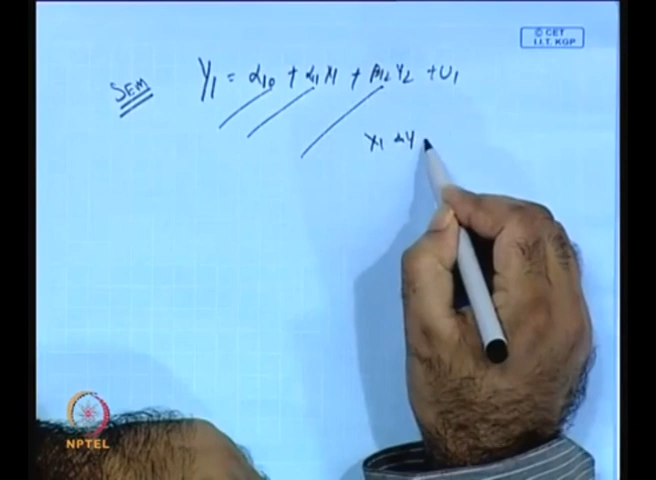 © CET
I.I.T. KGP
SEM
Y₁ = α₁₀ + α₁₁ X₁ + β₁₂ Y₂ + U₁
X₁ & Y
NPTEL